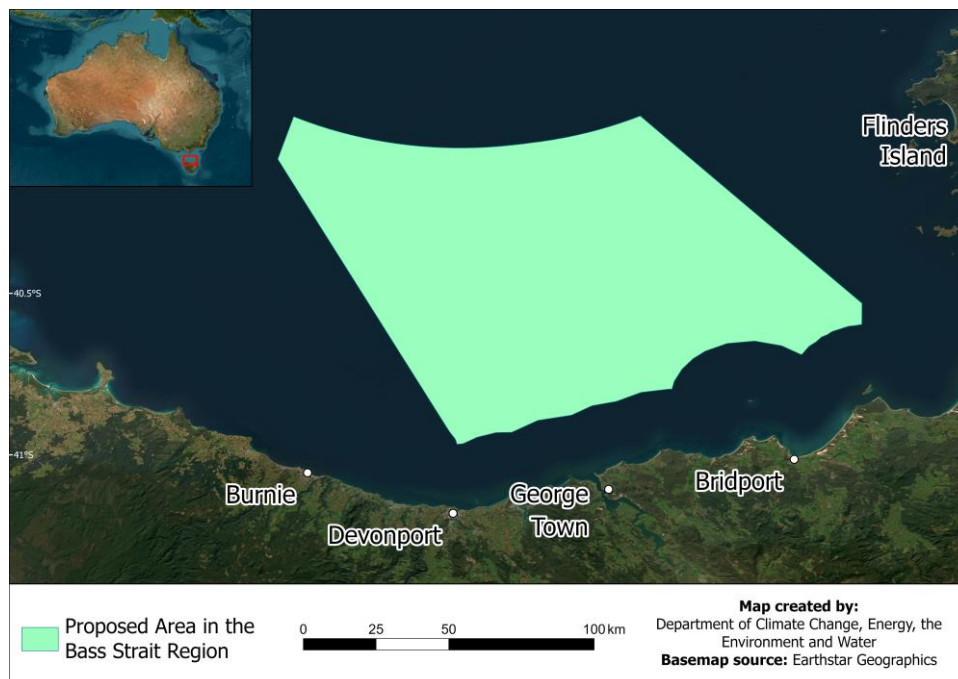 Flinders
Island
40.5°S
41°S
Burnie
Devonport
George
Town
Bridport
Proposed Area in the
Bass Strait Region
0 25 50 100 km
Map created by:
Department of Climate Change, Energy, the
Environment and Water
Basemap source: Earthstar Geographics